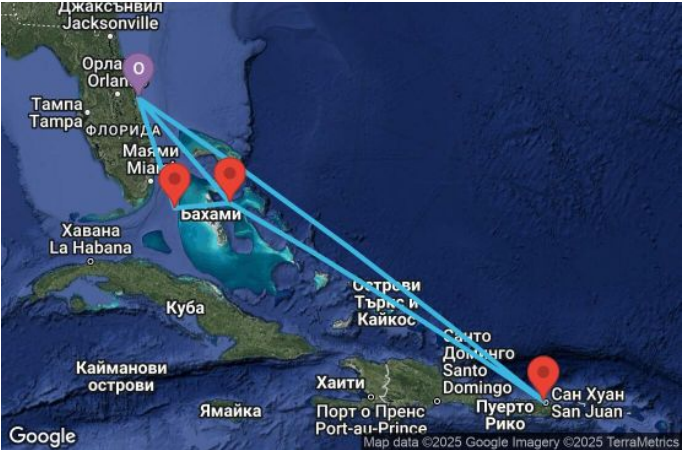 Джаксънвил
Jacksonville
Орла
Orlan
О
Тампа
Tampa
ФЛОРИДА
Маями
Miami
Бахами
Хавана
La Habana
Куба
Острови
Търкс и
Кайкос
Кайманови
острови
Ямайка
Хаити
Порт о Пренс
Port-au-Prince
Санто
Доминго
Santo
Domingo
Пуерто
Рико
Сан Хуан
San Juan
Google
Map data ©2025 Google Imagery ©2025 TerraMetrics